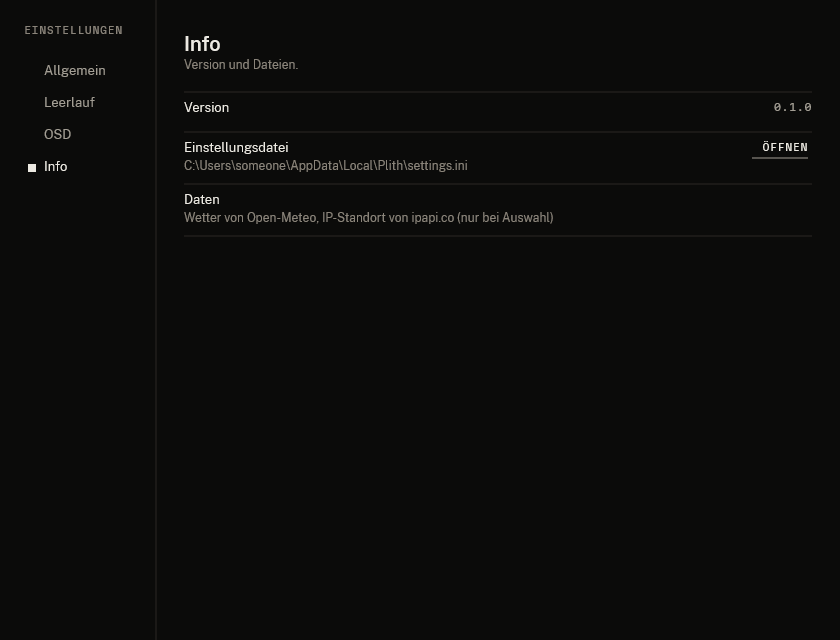 EINSTELLUNGEN
Allgemein
Leerlauf
OSD
Info
Info
Version und Dateien.
Version
0.1.0
Einstellungsdatei
ÖFFNEN
C:\Users\someone\AppData\Local\Plith\settings.ini
Daten
Wetter von Open-Meteo, IP-Standort von ipapi.co (nur bei Auswahl)